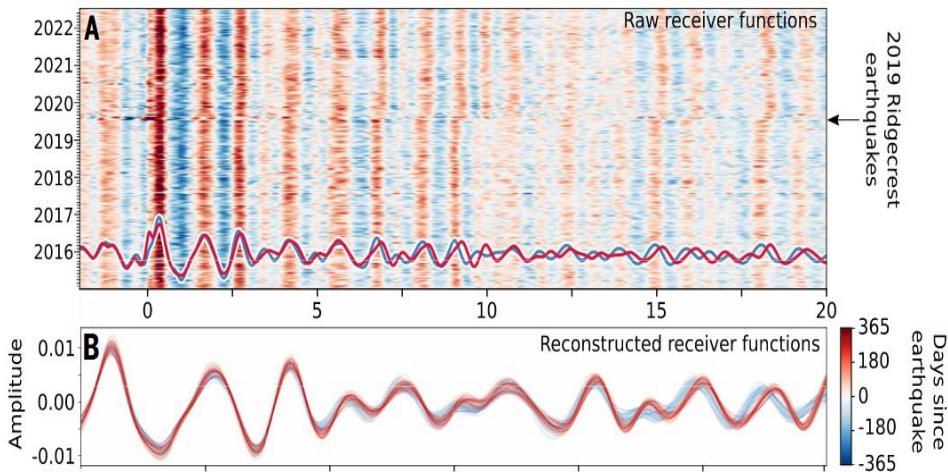 A
Raw receiver functions
2022
2021
2020
2019
2018
2017
2016
2019 Ridgecrest
earthquakes
0
5
10
15
20
B
Reconstructed receiver functions
Amplitude
0.01
0.00
-0.01
365
180
0
-180
-365
Days since
earthquake